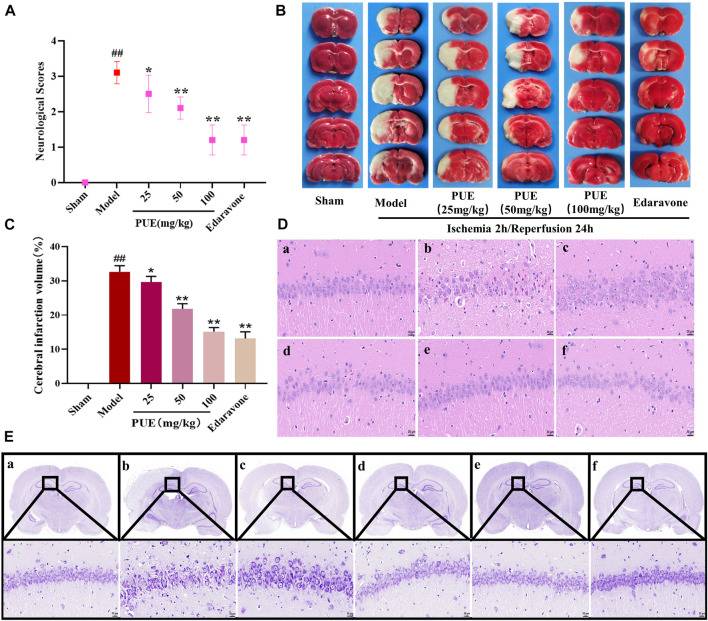 A
Neurological Scores
5
4
3
2
1
0
##
*
**
**
**
Sham
Model
25
50
100
Edaravone
PUE(mg/kg)
B
Sham
Model
PUE
(25mg/kg)
PUE
(50mg/kg)
PUE
(100mg/kg)
Edaravone
Ischemia 2h/Reperfusion 24h
C
Cerebral infarction volume(%)
40
30
20
10
0
##
*
**
**
**
Sham
Model
25
50
100
Edaravone
PUE(mg/kg)
D
a
b
c
d
e
f
E
a
b
c
d
e
f